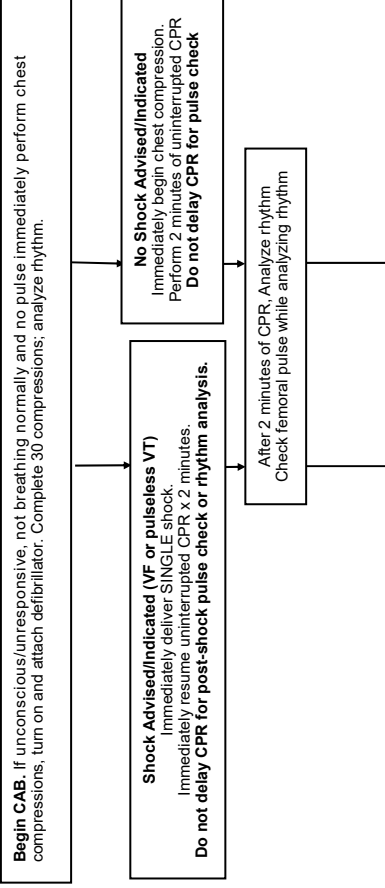 Begin CAB. If unconscious/unresponsive, not breathing normally and no pulse immediately perform chest
compressions, turn on and attach defibrillator. Complete 30 compressions; analyze rhythm.
Shock Advised/Indicated (VF or pulseless VT)
Immediately deliver SINGLE shock.
Immediately resume uninterrupted CPR x 2 minutes.
Do not delay CPR for post-shock pulse check or rhythm analysis.
No Shock Advised/Indicated
Immediately begin chest compression.
Perform 2 minutes of uninterrupted CPR
Do not delay CPR for pulse check
After 2 minutes of CPR, Analyze rhythm
Check femoral pulse while analyzing rhythm